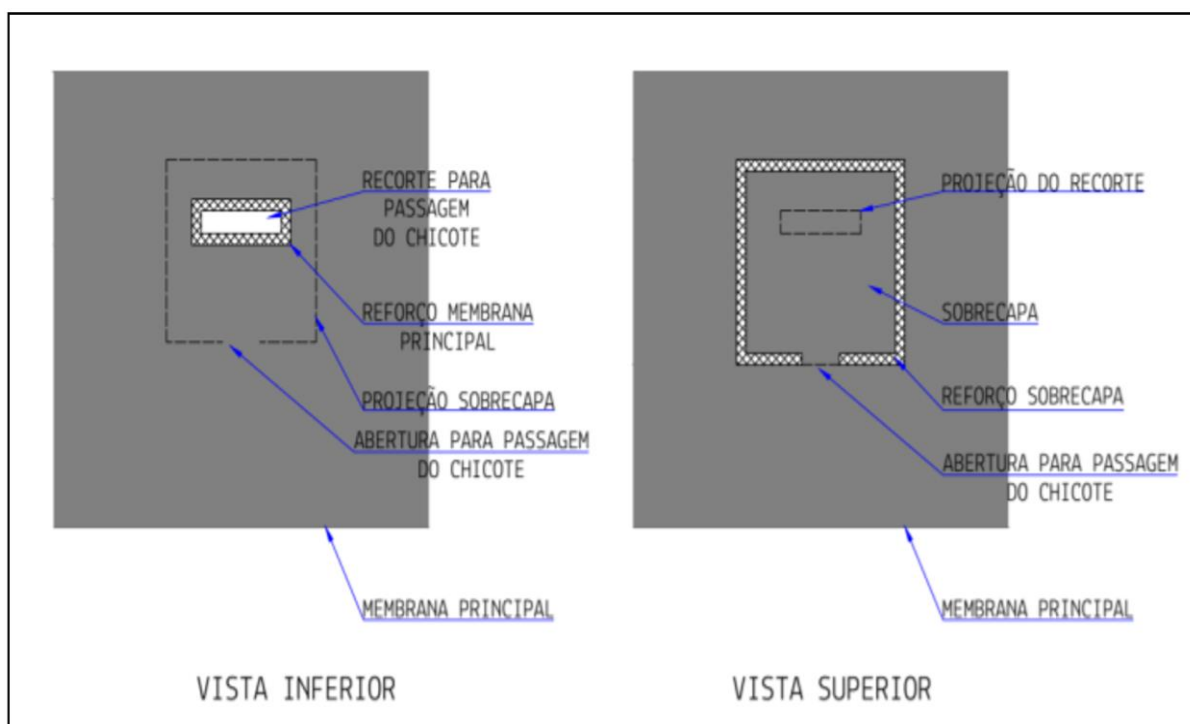 RECORTE PARA
PASSAGEM
DO CHICOTE
REFORÇO MEMBRANA
PRINCIPAL
PROJEÇÃO SOBRECAPA
ABERTURA PARA PASSAGEM
DO CHICOTE
MEMBRANA PRINCIPAL
VISTA INFERIOR
PROJEÇÃO DO RECORTE
SOBRECAPA
REFORÇO SOBRECAPA
ABERTURA PARA PASSAGEM
DO CHICOTE
MEMBRANA PRINCIPAL
VISTA SUPERIOR